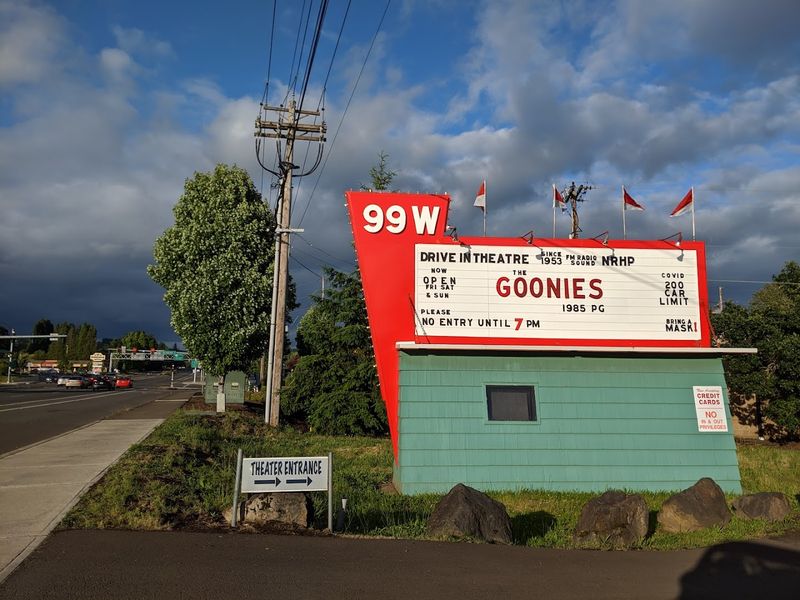 99 W
DRIVE IN THEATRE SINCE 1953 FM RADIO SOUND NRHP
NOW
OPEN
FRI SAT
& SUN
THE
GOONIES
1985 PG
COVID
200
CAR
LIMIT
PLEASE
NO ENTRY UNTIL 7 PM
BRING A
MASK!
CREDIT
CARDS
NO
In & OUT
PRIVILEGES
THEATER ENTRANCE